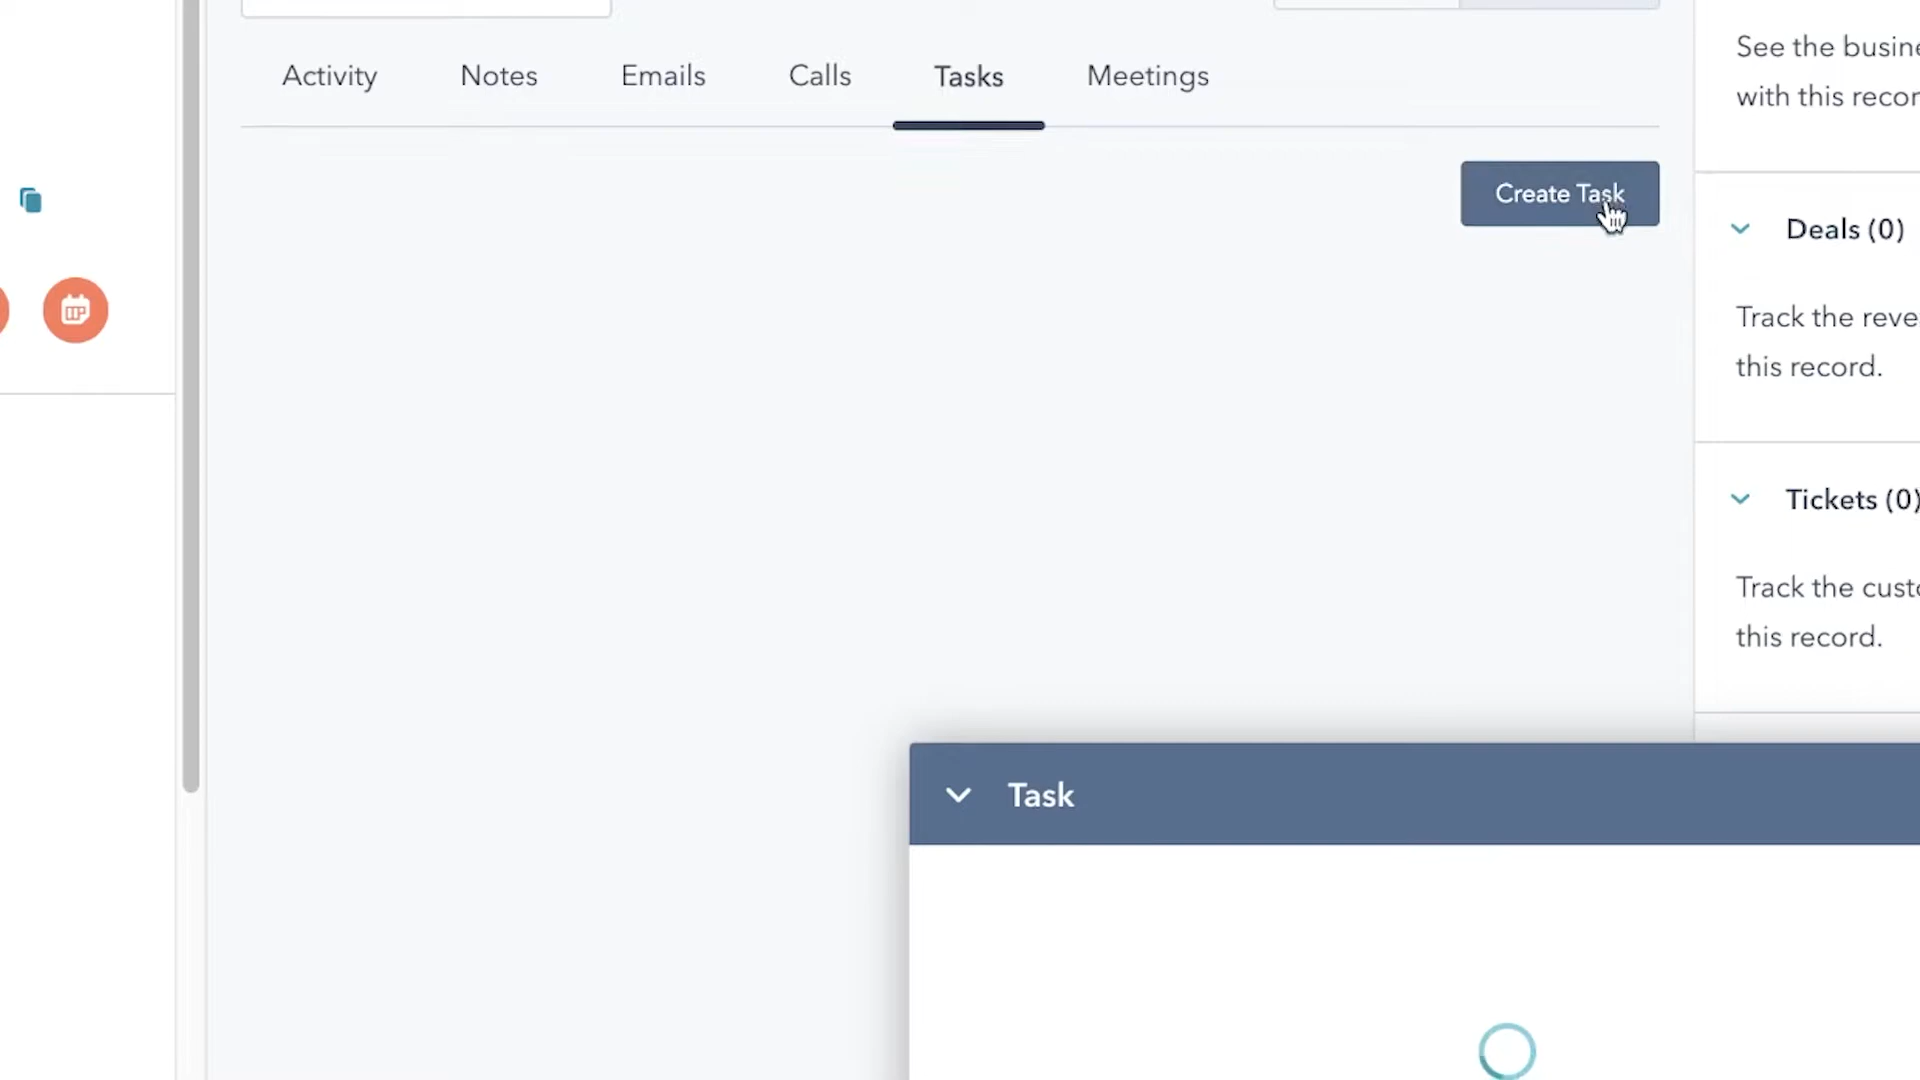 Activity Notes Emails Calls Tasks Meetings
Create Task
See the busine
with this recor
Deals (0)
Track the reve
this record.
Tickets (0)
Track the custo
this record.
Task